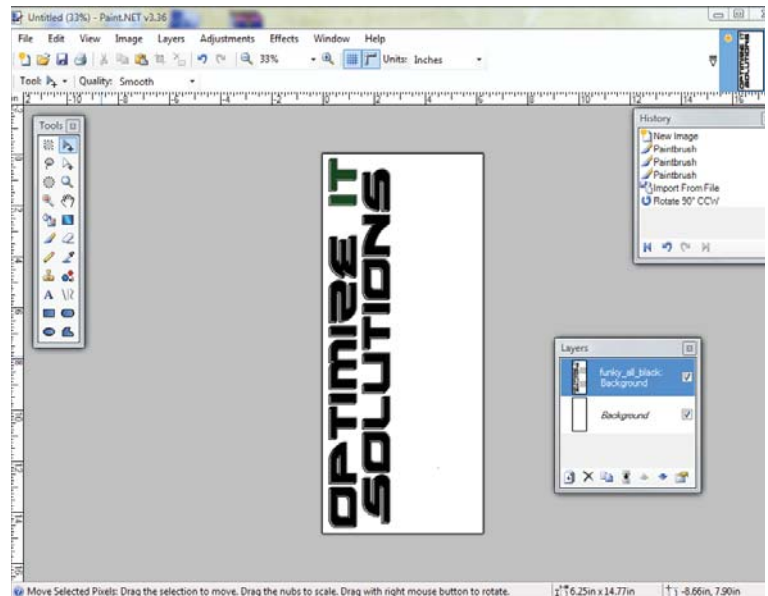 Untitled (33%) - Paint.NET v3.36
File Edit View Image Layers Adjustments Effects Window Help
33% Units: Inches
Tool: Quality: Smooth
Tools
History
New Image
Paintbrush
Paintbrush
Paintbrush
Import From File
Rotate 90° CCW
OPTIMIZE IT
SOLUTIONS
Layers
funky_all_black:
Background
Background
Move Selected Pixels: Drag the selection to move. Drag the nubs to scale. Drag with right mouse button to rotate. 6.25in x 14.77in -8.66in, 7.90in